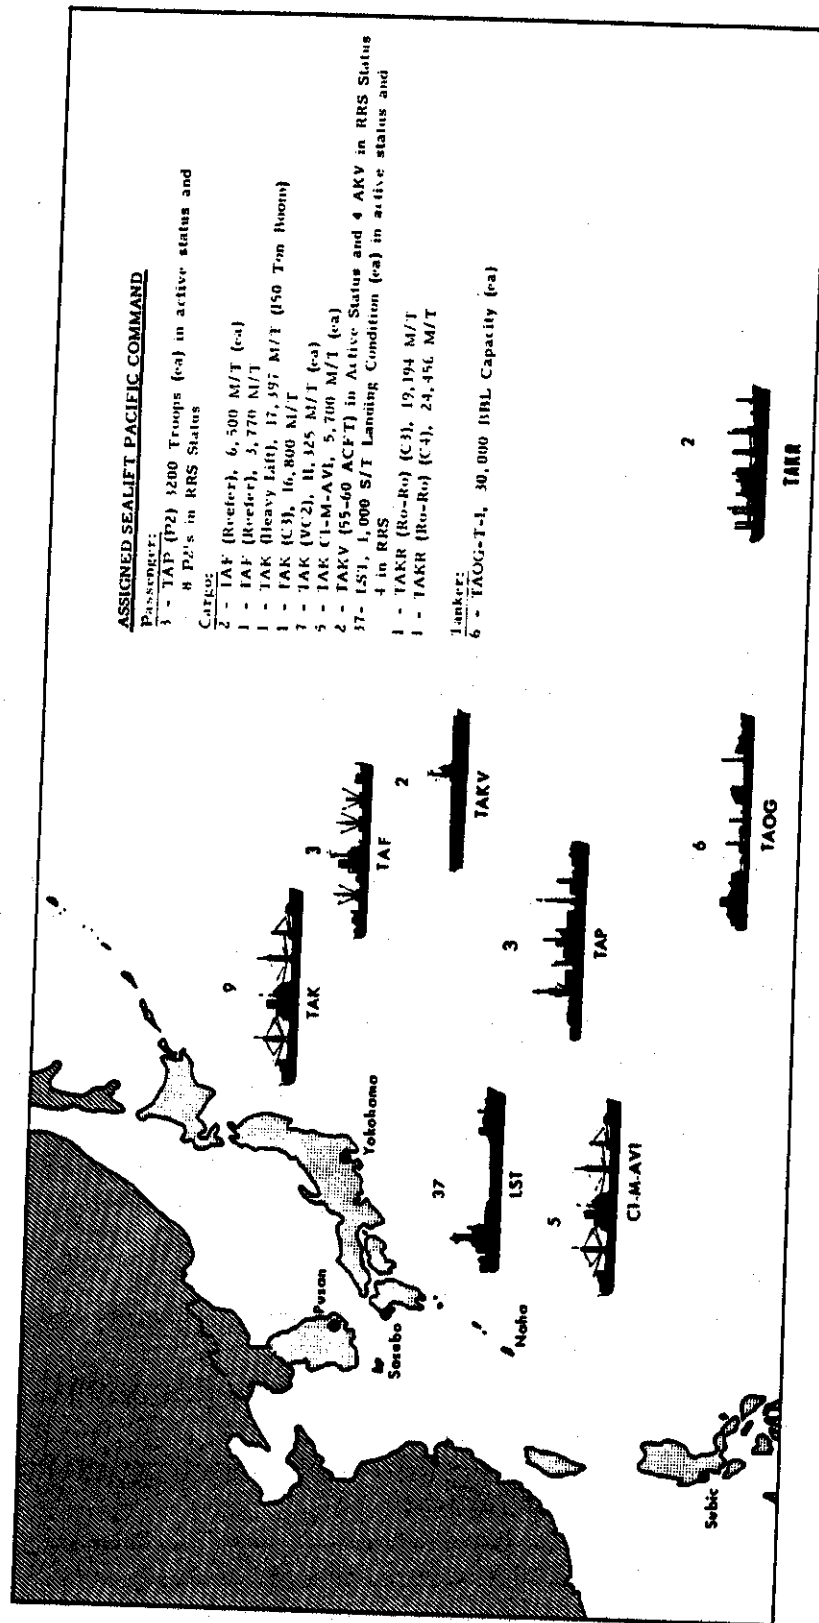 ASSIGNED SEALIFT PACIFIC COMMAND
Passenger:
3 - TAP (P2) 3200 Troops (ea) in active status and
8 P2's in RRS Status
Cargo:
2 - TAF (Reefer), 6,500 M/T (ea)
1 - TAF (Reefer), 3,770 M/T
1 - TAK (Heavy Lift), 17,397 M/T (150 Ton Boom)
1 - TAK (C3), 16,800 M/T
7 - TAK (VC2), 11,325 M/T (ea)
5 - TAK C1-M-AV1, 5,700 M/T (ea)
2 - TAKV (55-60 ACFT) in Active Status and 4 AKV in RRS Status
37- LST, 1,000 S/T Landing Condition (ea) in active status and
4 in RRS
1 - TAKR (Ro-Ro) (C3), 19,194 M/T
1 - TAKR (Ro-Ro) (C4), 24,456 M/T
Tanker:
6 - TAOG-T-1, 30,000 BBL Capacity (ea)
9
TAK
3
TAF
2
TAKV
37
LST
5
C1-M-AV1
3
TAP
6
TAOG
2
TAKR
Pusan
Sasebo
Yokohama
Naha
Subic